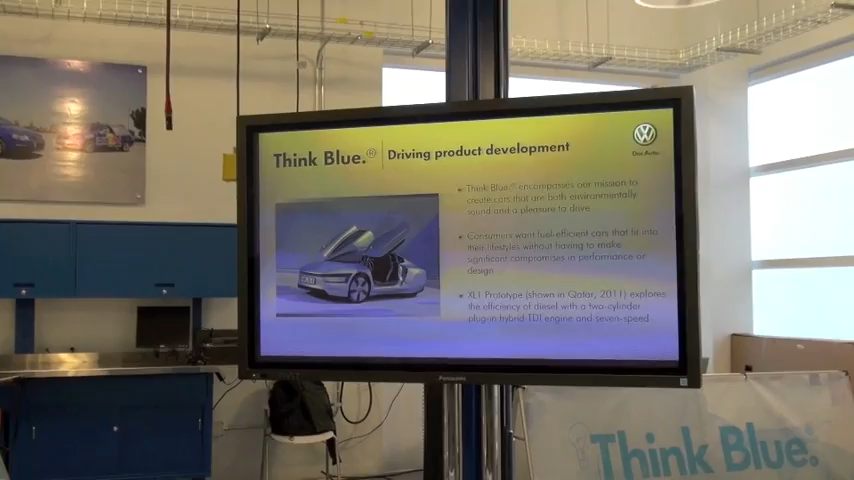 Think Blue.® Driving product development
Das Auto.
Think Blue.® encompasses our mission to
create cars that are both environmentally
sound and a pleasure to drive.
Consumers want fuel-efficient cars that fit into
their lifestyles without having to make
significant compromises in performance or
design
XL1 Prototype (shown in Qatar, 2011) explores
the efficiency of diesel with a two-cylinder
plug-in hybrid TDI engine and seven-speed
Panasonic
Think Blue.